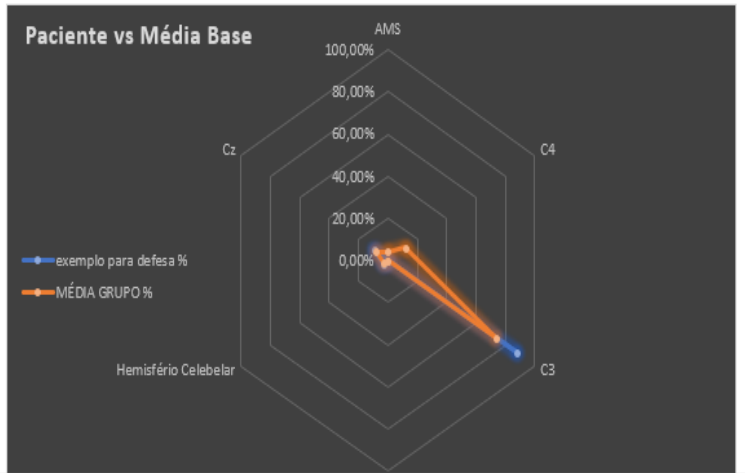 Paciente vs Média Base
AMS
100,00%
80,00%
60,00%
40,00%
20,00%
0,00%
Cz
C4
exemplo para defesa %
MÉDIA GRUPO %
Hemisfério Celebelar
C3